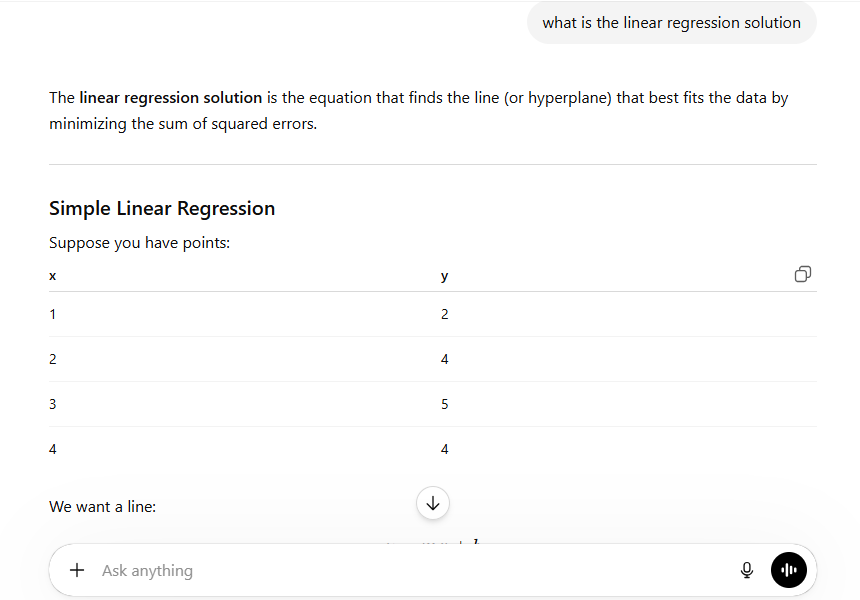 what is the linear regression solution
The linear regression solution is the equation that finds the line (or hyperplane) that best fits the data by
minimizing the sum of squared errors.
Simple Linear Regression
Suppose you have points:
x y
1 2
2 4
3 5
4 4
We want a line:
Ask anything